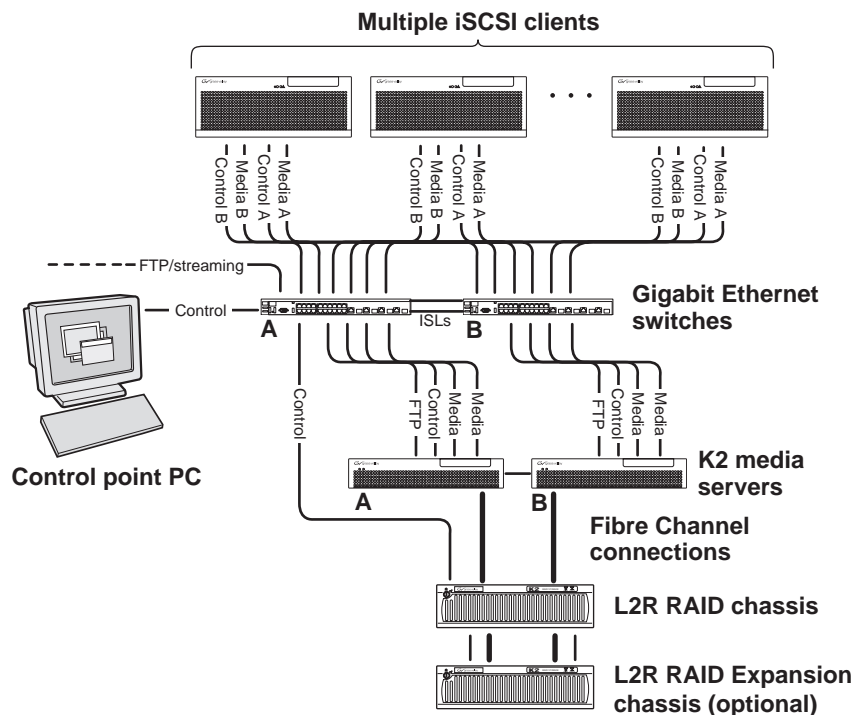 Multiple iSCSI clients
Control B
Media B
Control A
Media A
Control B
Media B
Control A
Media A
Control B
Media B
Control A
Media A
FTP/streaming
Control
A
ISLs
B
Gigabit Ethernet
switches
Control
FTP
Control
Media
Media
FTP
Control
Media
Media
Control point PC
A
B
K2 media
servers
Fibre Channel
connections
K2
L2R RAID chassis
K2
L2R RAID Expansion
chassis (optional)